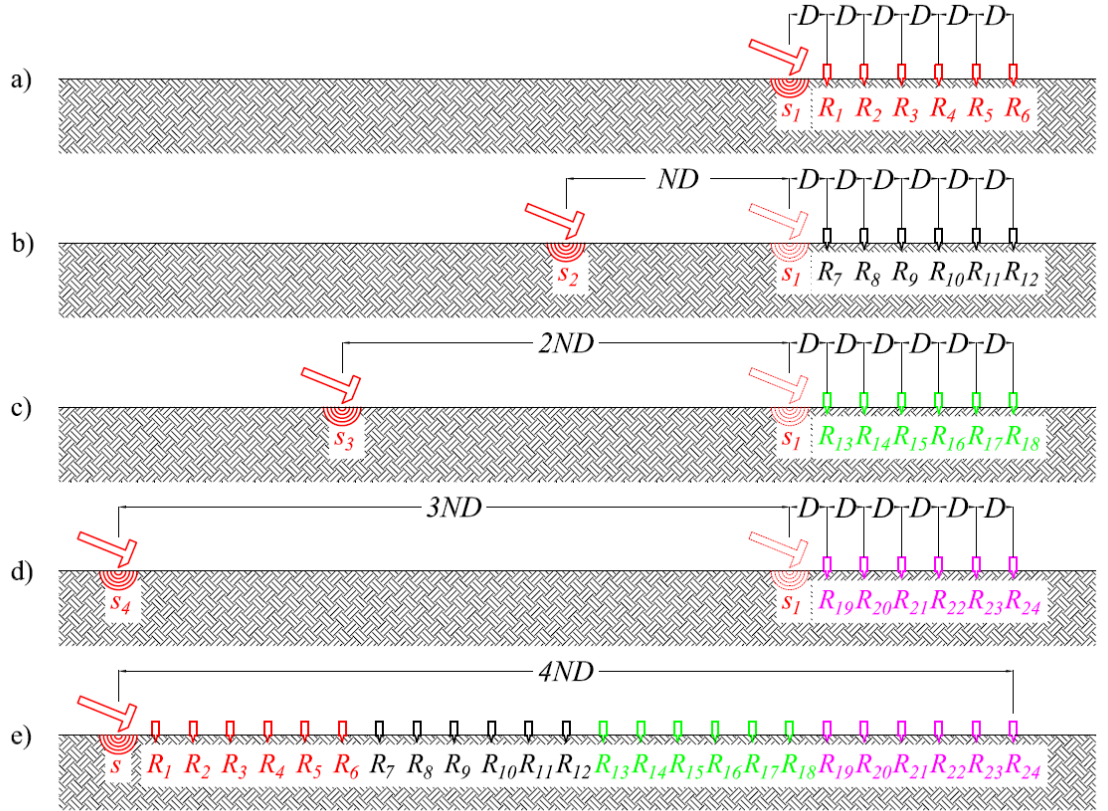 D D D D D D
a)
s1 R1 R2 R3 R4 R5 R6
ND D D D D D D
b)
s2 s1 R7 R8 R9 R10 R11 R12
2ND D D D D D D
c)
s3 s1 R13 R14 R15 R16 R17 R18
3ND D D D D D D
d)
s4 s1 R19 R20 R21 R22 R23 R24
4ND
e)
s R1 R2 R3 R4 R5 R6 R7 R8 R9 R10 R11 R12 R13 R14 R15 R16 R17 R18 R19 R20 R21 R22 R23 R24